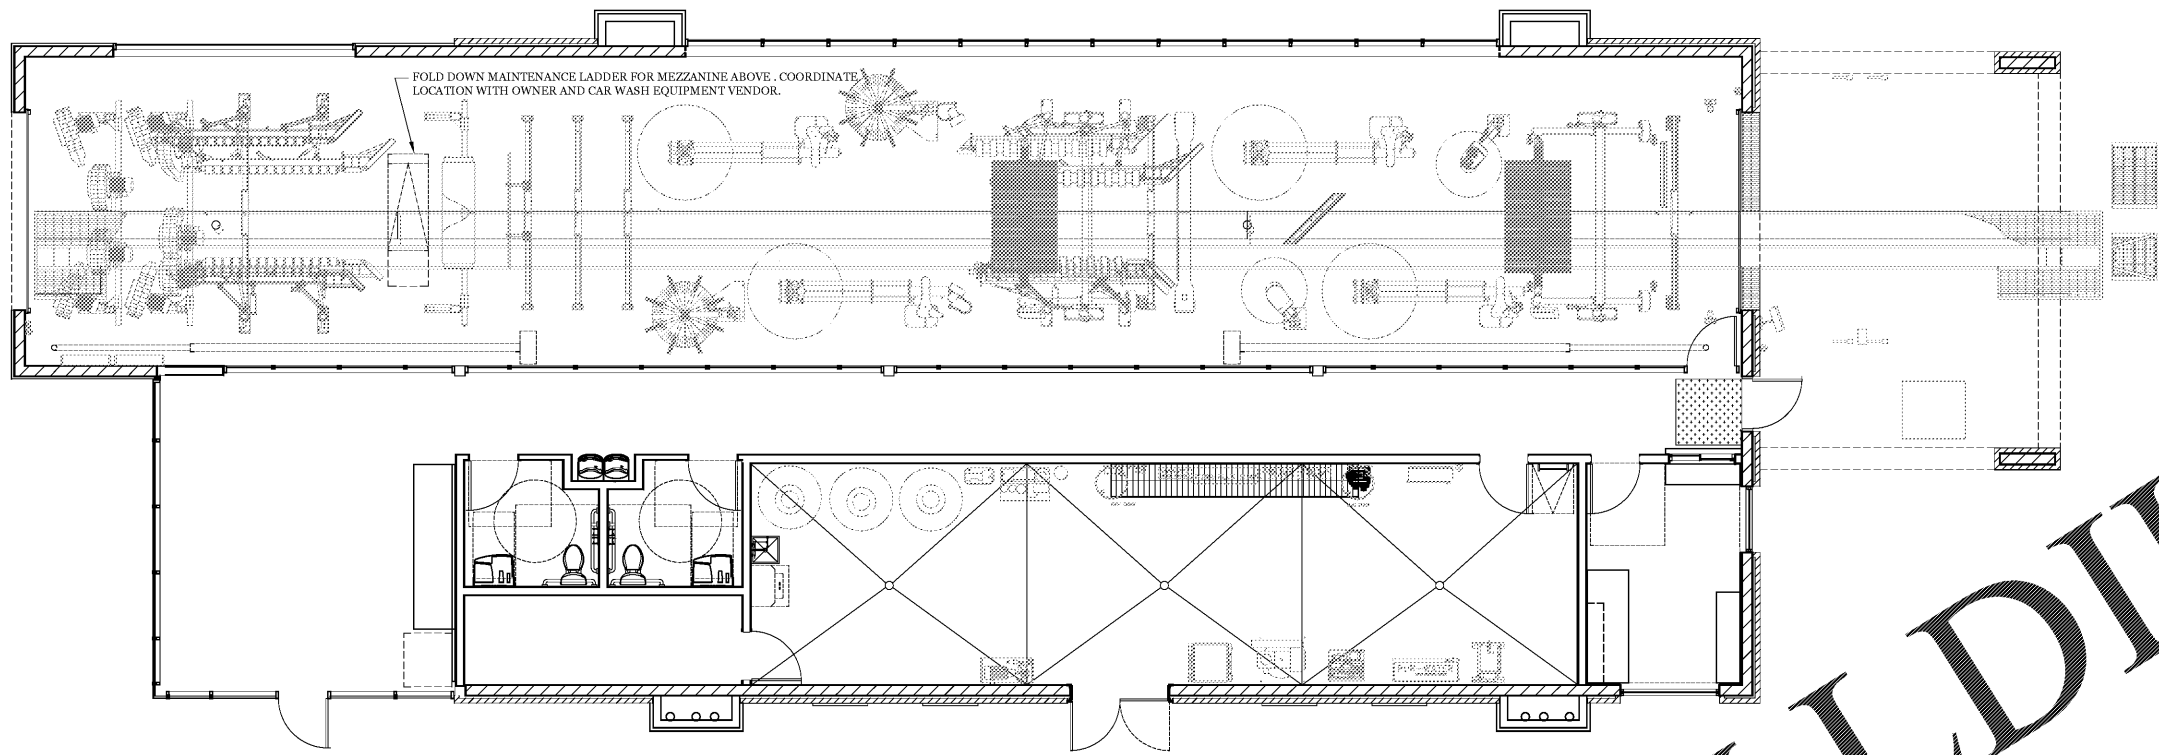 FOLD DOWN MAINTENANCE LADDER FOR MEZZANINE ABOVE . COORDINATE
LOCATION WITH OWNER AND CAR WASH EQUIPMENT VENDOR.